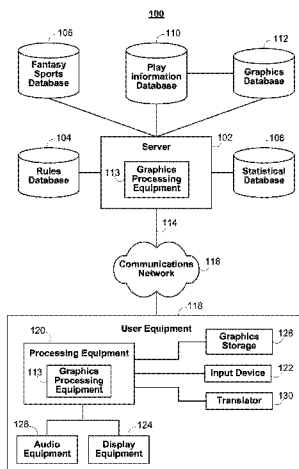 100
106
110
112
Fantasy
Sports
Database
Play
Information
Database
Graphics
Database
104
102
108
Server
Rules
Database
113
Graphics
Processing
Equipment
Statistical
Database
114
Communications
Network
118
118
User Equipment
120
Processing Equipment
113
Graphics
Processing
Equipment
Graphics
Storage
126
Input Device
122
Translator
130
128
Audio
Equipment
124
Display
Equipment